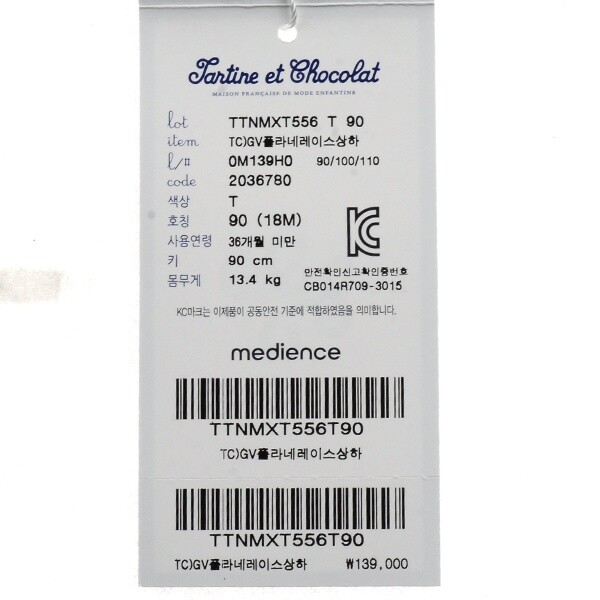 Tartine et Chocolat
MAISON FRANÇAISE DE MODE ENFANTINE
lot TTNMXT556 T 90
item TC)GV플라네레이스상하
l/# 0M139H0 90/100/110
code 2036780
색상 T
호칭 90 (18M)
사용연령 36개월 미만
키 90 cm
몸무게 13.4 kg
안전확인신고확인증번호
CB014R709-3015
KC마크는 이제품이 공동안전 기준에 적합하였음을 의미합니다.
medience
TTNMXT556T90
TC)GV플라네레이스상하
TTNMXT556T90
TC)GV플라네레이스상하 ₩139,000